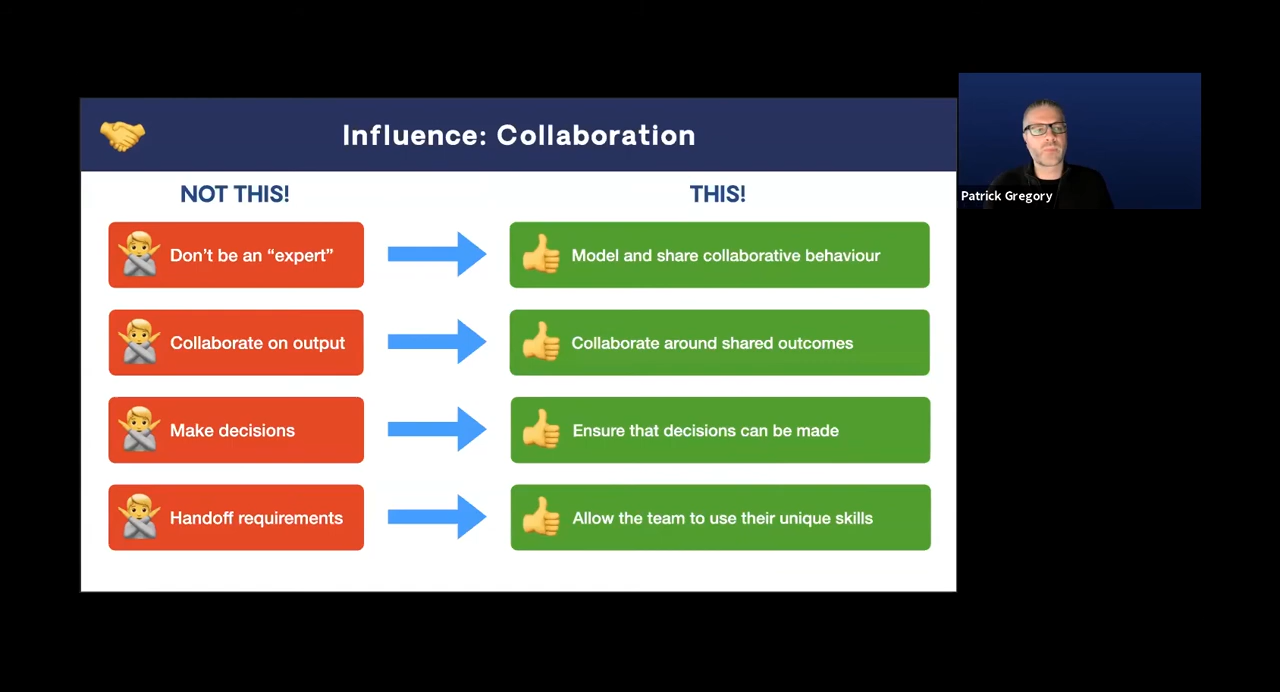 Influence: Collaboration
NOT THIS!
THIS!
Don’t be an “expert”
Model and share collaborative behaviour
Collaborate on output
Collaborate around shared outcomes
Make decisions
Ensure that decisions can be made
Handoff requirements
Allow the team to use their unique skills
Patrick Gregory